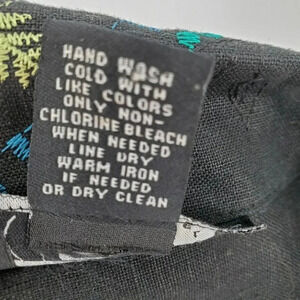 HAND WASH
COLD WITH
LIKE COLORS
ONLY NON-
CHLORINE BLEACH
WHEN NEEDED
LINE DRY
WARM IRON
IF NEEDED
OR DRY CLEAN